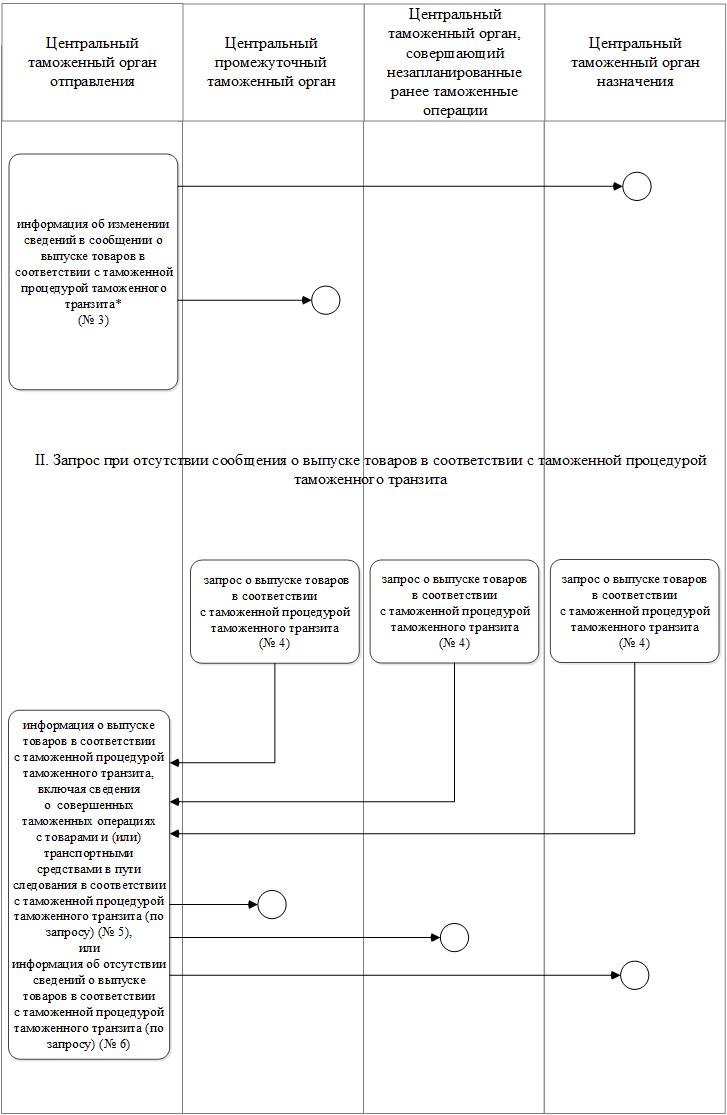 Центральный
таможенный орган
отправления
Центральный
промежуточный
таможенный орган
Центральный
таможенный орган,
совершающий
незапланированные
ранее таможенные
операции
Центральный
таможенный орган
назначения
информация об изменении
сведений в сообщении о
выпуске товаров в
соответствии с таможенной
процедурой таможенного
транзита*
(№ 3)
II. Запрос при отсутствии сообщения о выпуске товаров в соответствии с таможенной процедурой
таможенного транзита
запрос о выпуске товаров
в соответствии
с таможенной процедурой
таможенного транзита
(№ 4)
запрос о выпуске товаров
в соответствии
с таможенной процедурой
таможенного транзита
(№ 4)
запрос о выпуске товаров
в соответствии
с таможенной процедурой
таможенного транзита
(№ 4)
информация о выпуске
товаров в соответствии
с таможенной процедурой
таможенного транзита,
включая сведения
о совершенных
таможенных операциях
с товарами и (или)
транспортными
средствами в пути
следования в соответствии
с таможенной процедурой
таможенного транзита (по
запросу) (№ 5),
или
информация об отсутствии
сведений о выпуске
товаров в соответствии
с таможенной процедурой
таможенного транзита (по
запросу) (№ 6)